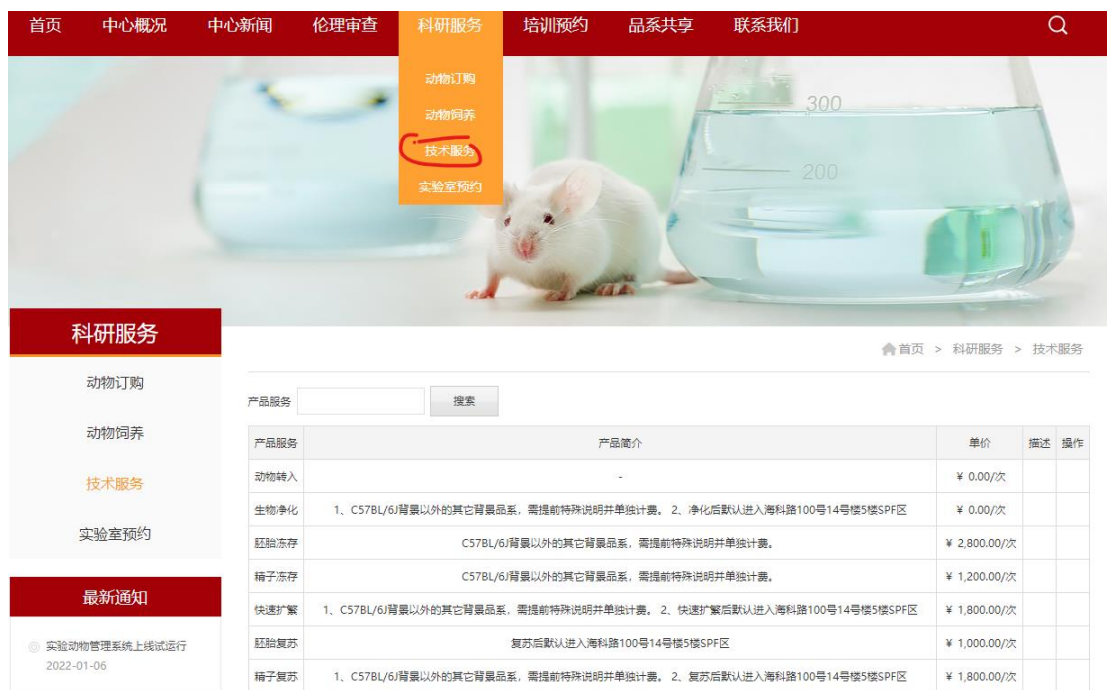 首页 中心概况 中心新闻 伦理审查 科研服务 培训预约 品系共享 联系我们
动物订购
动物饲养
技术服务
实验室预约
300
200
科研服务
动物订购
动物饲养
技术服务
实验室预约
最新通知
实验动物管理系统上线试运行
2022-01-06
首页 > 科研服务 > 技术服务
产品服务 搜索
产品服务 产品简介 单价 描述 操作
动物转入 - ¥ 0.00/次
生物净化 1、C57BL/6J背景以外的其它背景品系，需提前特殊说明并单独计费。 2、净化后默认进入海科路100号14号楼5楼SPF区 ¥ 0.00/次
胚胎冻存 C57BL/6J背景以外的其它背景品系，需提前特殊说明并单独计费。 ¥ 2,800.00/次
精子冻存 C57BL/6J背景以外的其它背景品系，需提前特殊说明并单独计费。 ¥ 1,200.00/次
快速扩繁 1、C57BL/6J背景以外的其它背景品系，需提前特殊说明并单独计费。 2、快速扩繁后默认进入海科路100号14号楼5楼SPF区 ¥ 1,800.00/次
胚胎复苏 复苏后默认进入海科路100号14号楼5楼SPF区 ¥ 1,000.00/次
精子复苏 1、C57BL/6J背景以外的其它背景品系，需提前特殊说明并单独计费。 2、复苏后默认进入海科路100号14号楼5楼SPF区 ¥ 1,800.00/次